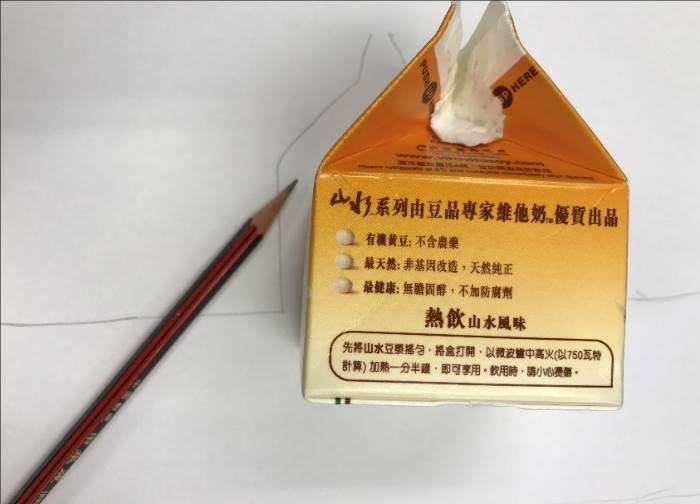 PUSH
UP HERE
山水系列由豆品專家維他奶™優質出品
有機黃豆: 不含農藥
最天然: 非基因改造，天然純正
最健康: 無膽固醇，不加防腐劑
熱飲山水風味
先將山水豆漿搖勻，將盒打開，以微波爐中高火(以750瓦特
計算) 加熱一分半鐘，即可享用。飲用時，請小心燙傷。